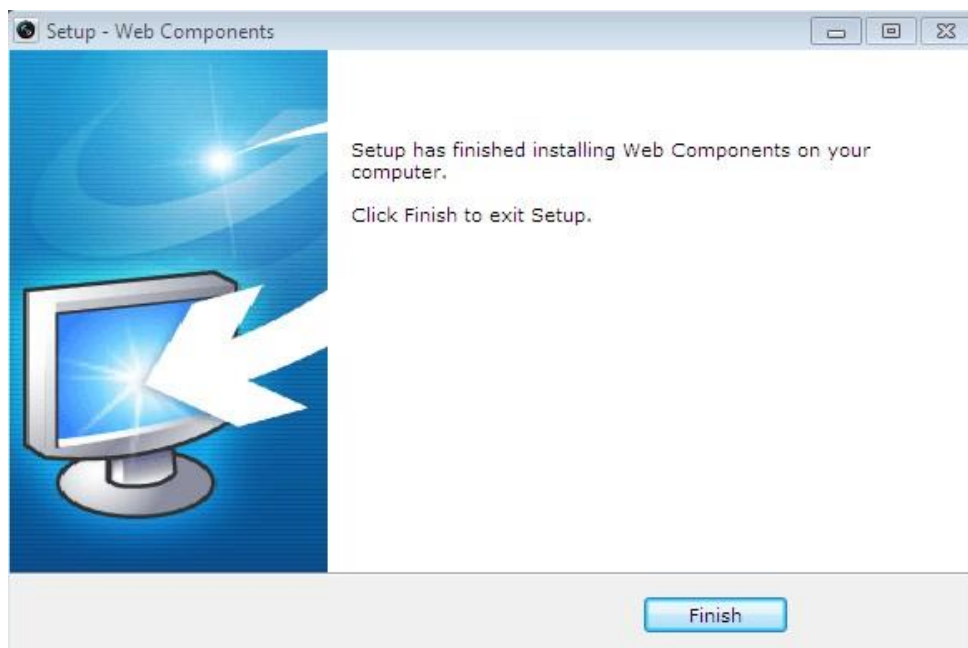 Setup - Web Components
Setup has finished installing Web Components on your
computer.
Click Finish to exit Setup.
Finish